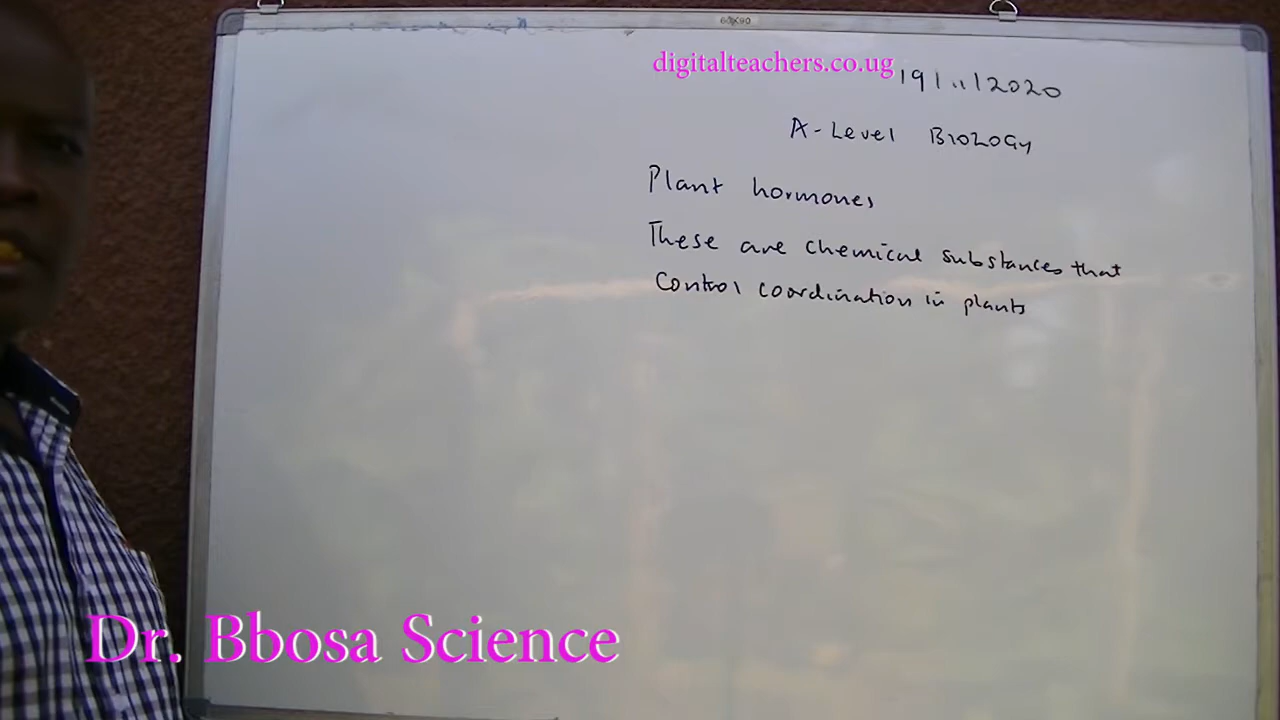 60X90
digitalteachers.co.ug
19/11/2020
A-Level BIOLOGY
Plant hormones
These are chemical substances that
control coordination in plants
Dr. Bbosa Science